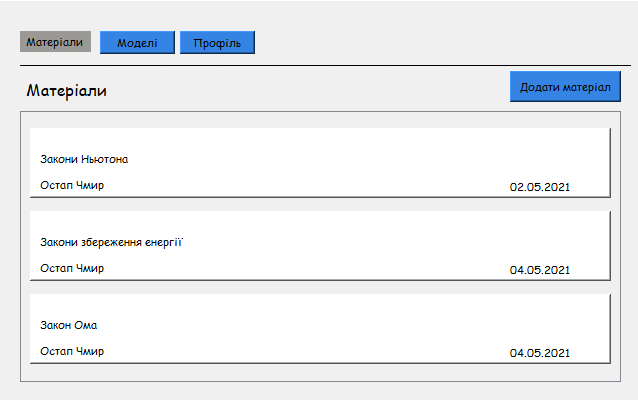 Матеріали Моделі Профіль
Матеріали Додати матеріал
Закони Ньютона
Остап Чмир 02.05.2021
Закони збереження енергії
Остап Чмир 04.05.2021
Закон Ома
Остап Чмир 04.05.2021